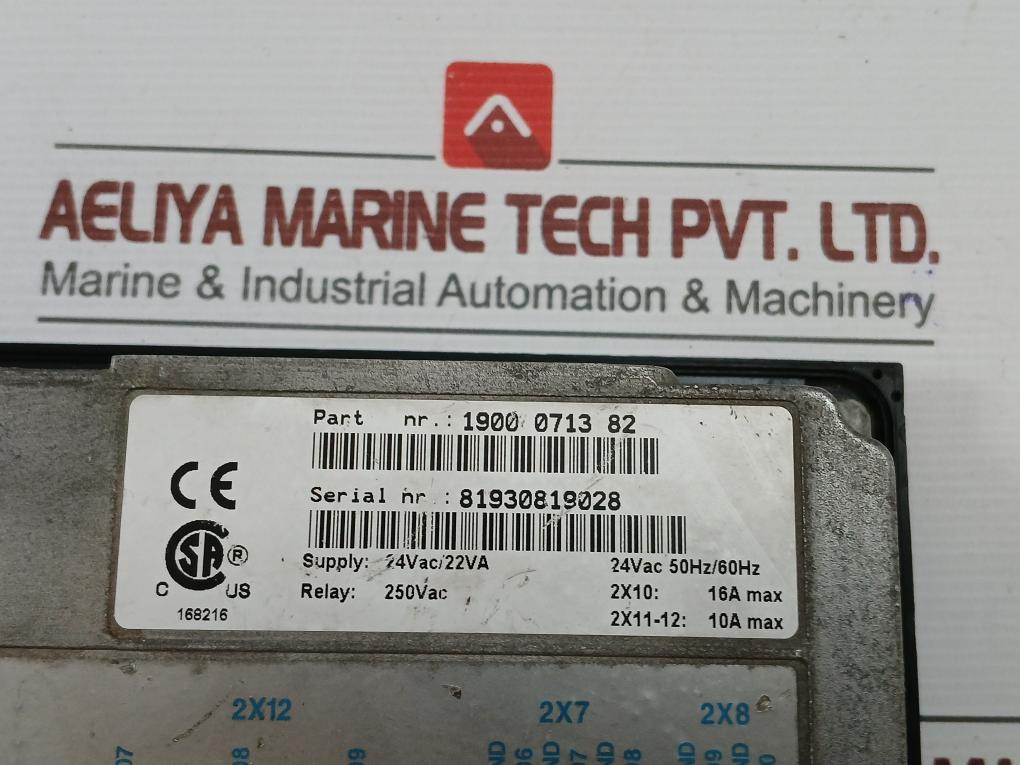 AELIYA MARINE TECH PVT. LTD.
Marine & Industrial Automation & Machinery
Part nr.: 1900 0713 82
Serial nr.: 81930819028
CE
SA ®
C US
168216
Supply: 24Vac/22VA 24Vac 50Hz/60Hz
Relay: 250Vac 2X10: 16A max
2X11-12: 10A max
2X12 2X7 2X8